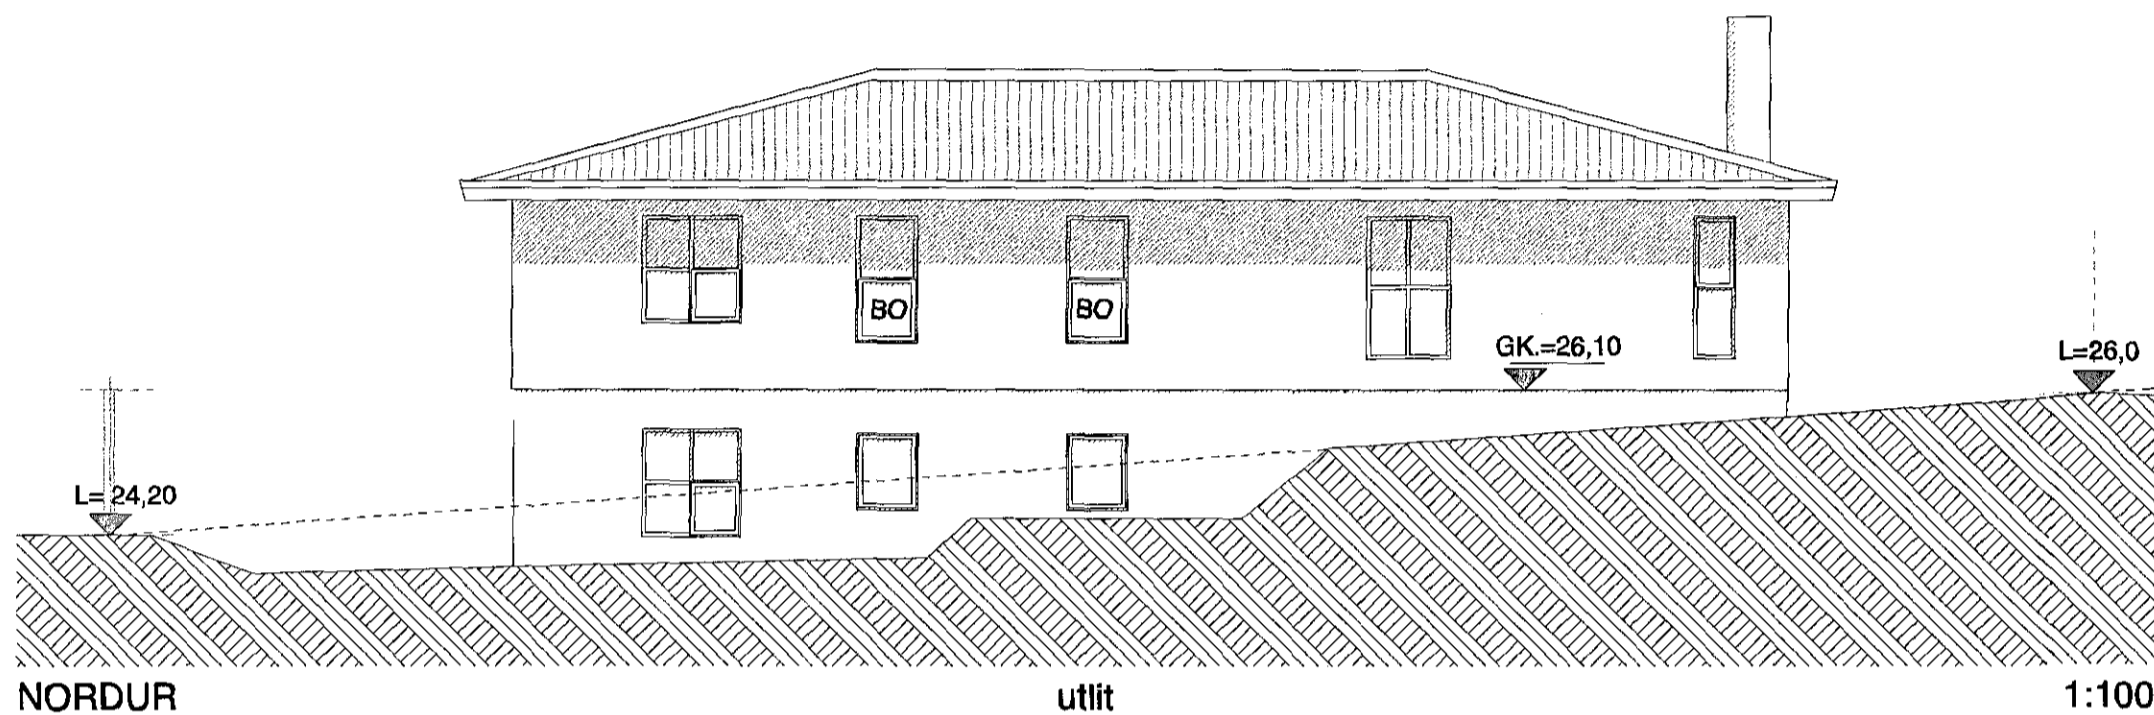 BO
BO
GK.=26,10
L=26,0
L= 24,20
NORDUR
utlit
1:100